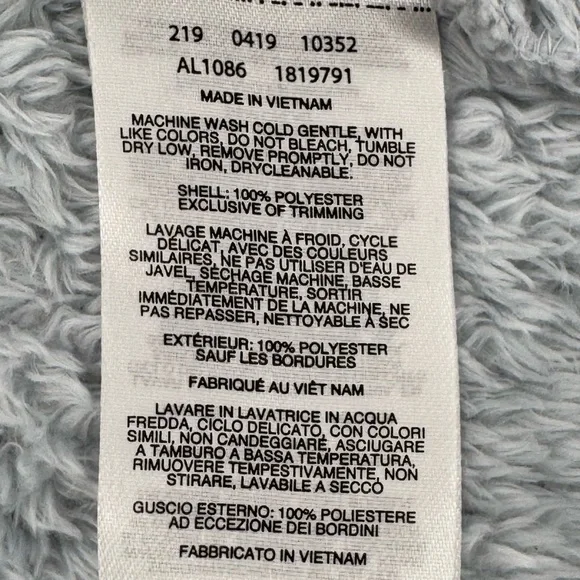 219 0419 10352
AL1086 1819791
MADE IN VIETNAM
MACHINE WASH COLD GENTLE, WITH
LIKE COLORS, DO NOT BLEACH, TUMBLE
DRY LOW, REMOVE PROMPTLY, DO NOT
IRON, DRYCLEANABLE.
SHELL: 100% POLYESTER
EXCLUSIVE OF TRIMMING
LAVAGE MACHINE À FROID, CYCLE
DÉLICAT, AVEC DES COULEURS
SIMILAIRES, NE PAS UTILISER D'EAU DE
JAVEL, SÉCHAGE MACHINE, BASSE
TEMPÉRATURE, SORTIR
IMMÉDIATEMENT DE LA MACHINE, NE
PAS REPASSER, NETTOYABLE À SEC
EXTÉRIEUR: 100% POLYESTER
SAUF LES BORDURES
FABRIQUÉ AU VIÊT NAM
LAVARE IN LAVATRICE IN ACQUA
FREDDA, CICLO DELICATO, CON COLORI
SIMILI, NON CANDEGGIARE, ASCIUGARE
A TAMBURO A BASSA TEMPERATURA,
RIMUOVERE TEMPESTIVAMENTE, NON
STIRARE, LAVABILE A SECCO
GUSCIO ESTERNO: 100% POLIESTERE
AD ECCEZIONE DEI BORDINI
FABBRICATO IN VIETNAM